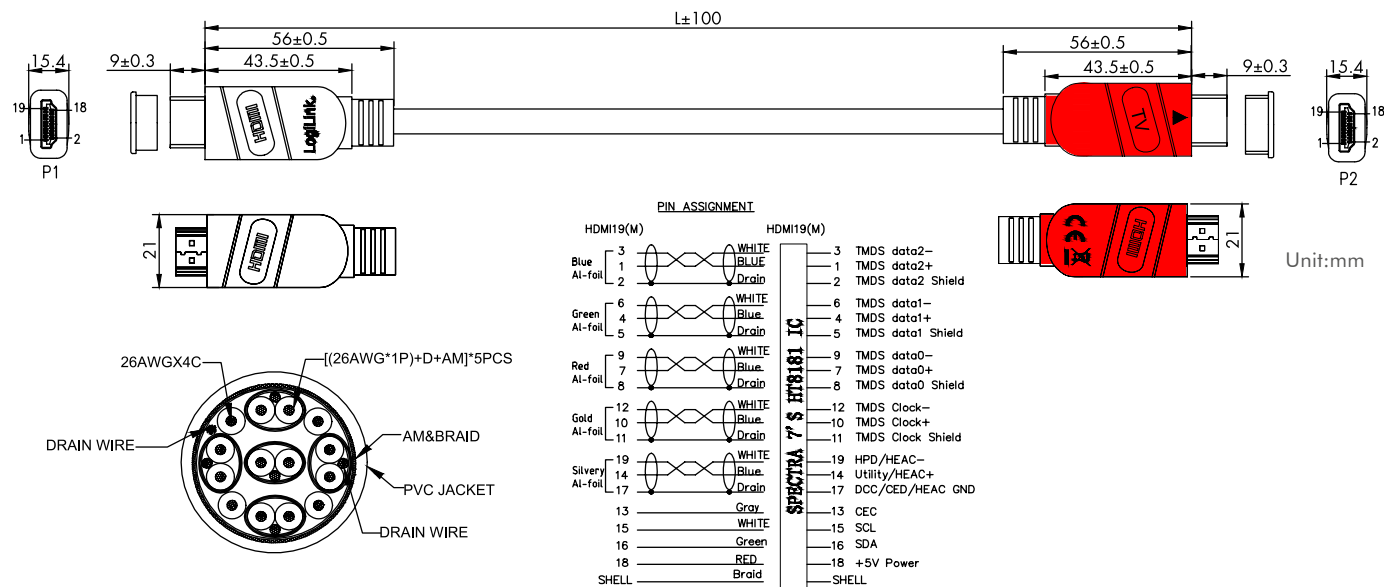 L±100
56±0.5
56±0.5
15.4
9±0.3
43.5±0.5
43.5±0.5
9±0.3
15.4
19
18
1
2
P1
HDMI
LogiLink®
TV
19
18
1
2
P2
21
HDMI
HDMI
CE
21
Unit:mm
PIN ASSIGNMENT
HDMI19(M)
HDMI19(M)
SPECTRA 7'S HT8181 IC
Blue
Al-foil
3 WHITE 3 TMDS data2-
1 BLUE 1 TMDS data2+
2 Drain 2 TMDS data2 Shield
Green
Al-foil
6 WHITE 6 TMDS data1-
4 Blue 4 TMDS data1+
5 Drain 5 TMDS data1 Shield
Red
Al-foil
9 WHITE 9 TMDS data0-
7 Blue 7 TMDS data0+
8 Drain 8 TMDS data0 Shield
Gold
Al-foil
12 WHITE 12 TMDS Clock-
10 Blue 10 TMDS Clock+
11 Drain 11 TMDS Clock Shield
Silvery
Al-foil
19 WHITE 19 HPD/HEAC-
14 Blue 14 Utility/HEAC+
17 Drain 17 DCC/CED/HEAC GND
13 Gray 13 CEC
15 WHITE 15 SCL
16 Green 16 SDA
18 RED 18 +5V Power
SHELL Braid SHELL
26AWGX4C
[(26AWG*1P)+D+AM]*5PCS
DRAIN WIRE
AM&BRAID
PVC JACKET
DRAIN WIRE